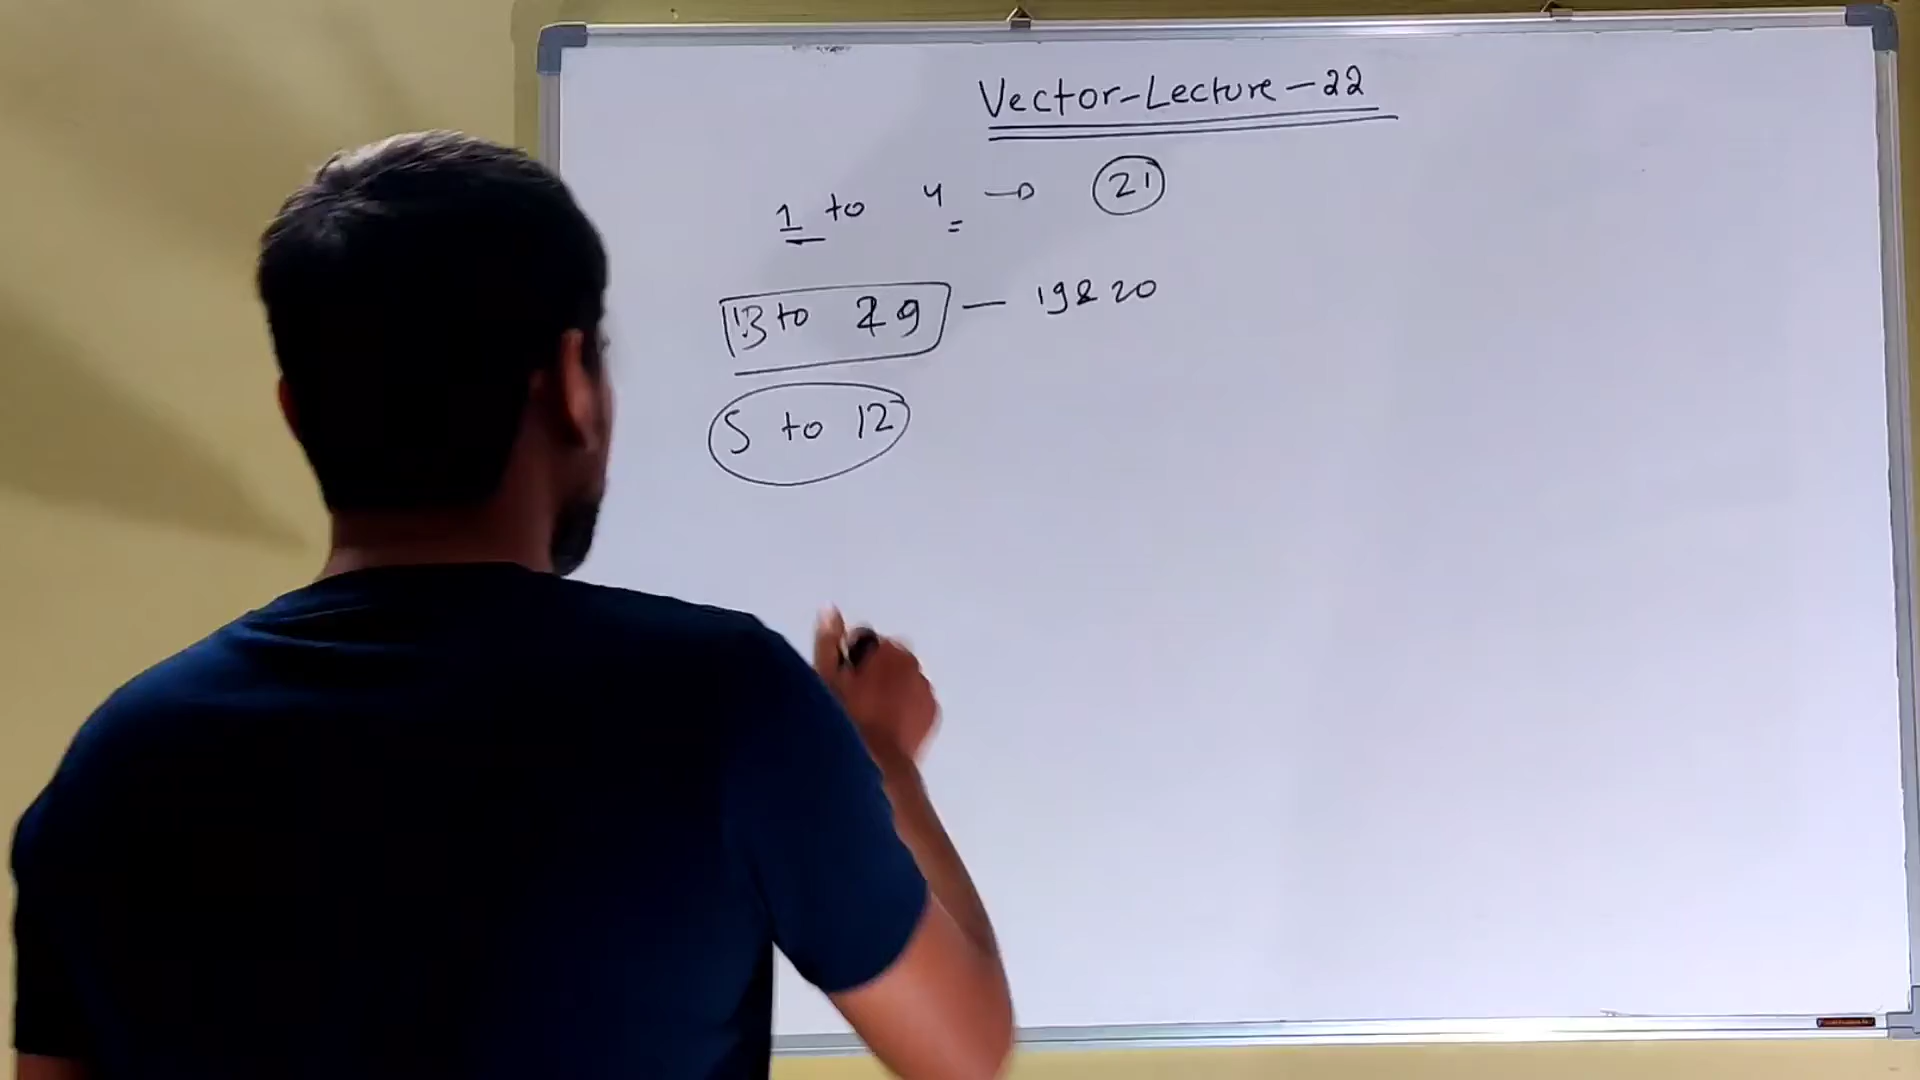 Vector-Lecture-22
1 to 4 → 21
13 to 29 — 19 & 20
5 to 12